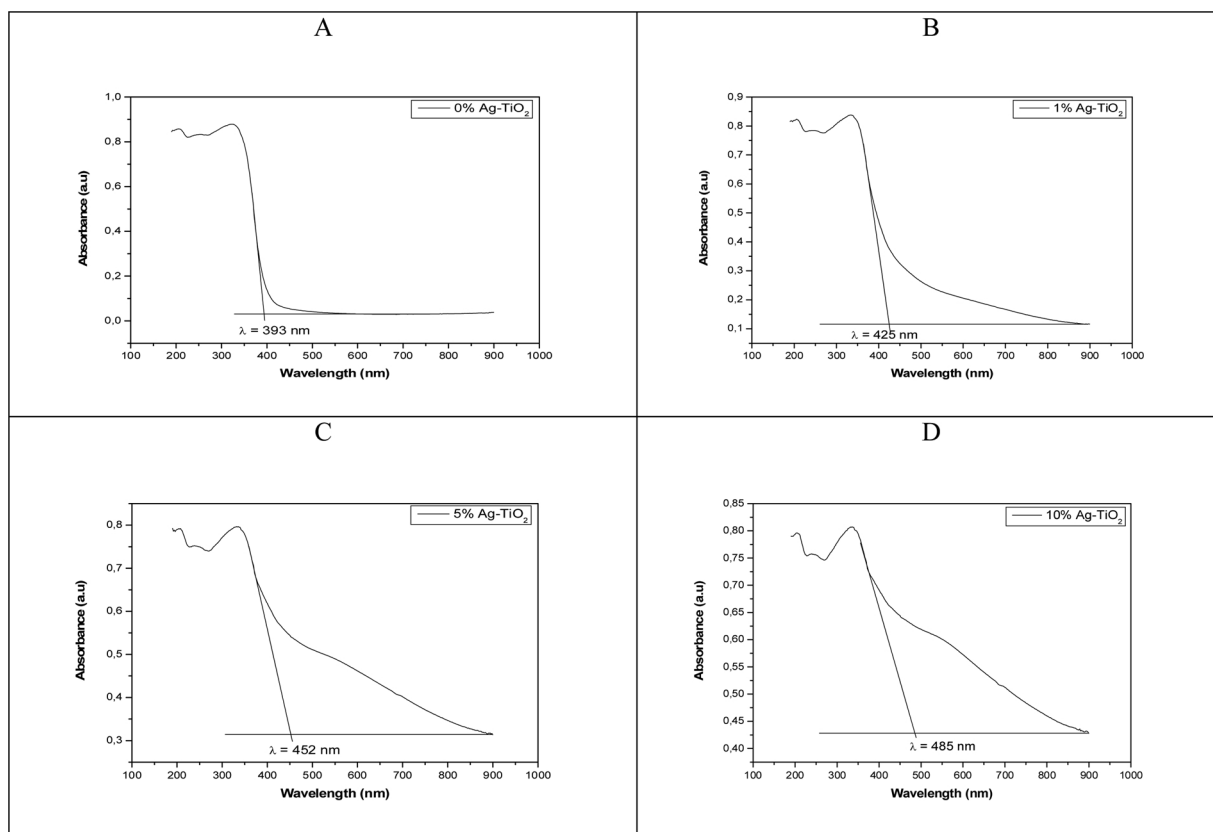 A
0% Ag-TiO₂
1,0
0,8
0,6
0,4
0,2
0,0
Absorbance (a.u)
λ = 393 nm
100 200 300 400 500 600 700 800 900 1000
Wavelength (nm)
B
1% Ag-TiO₂
0,9
0,8
0,7
0,6
0,5
0,4
0,3
0,2
0,1
Absorbance (a.u)
λ = 425 nm
100 200 300 400 500 600 700 800 900 1000
Wavelength (nm)
C
5% Ag-TiO₂
0,8
0,7
0,6
0,5
0,4
0,3
Absorbance (a.u)
λ = 452 nm
100 200 300 400 500 600 700 800 900 1000
Wavelength (nm)
D
10% Ag-TiO₂
0,85
0,80
0,75
0,70
0,65
0,60
0,55
0,50
0,45
0,40
Absorbance (a.u)
λ = 485 nm
100 200 300 400 500 600 700 800 900 1000
Wavelength (nm)